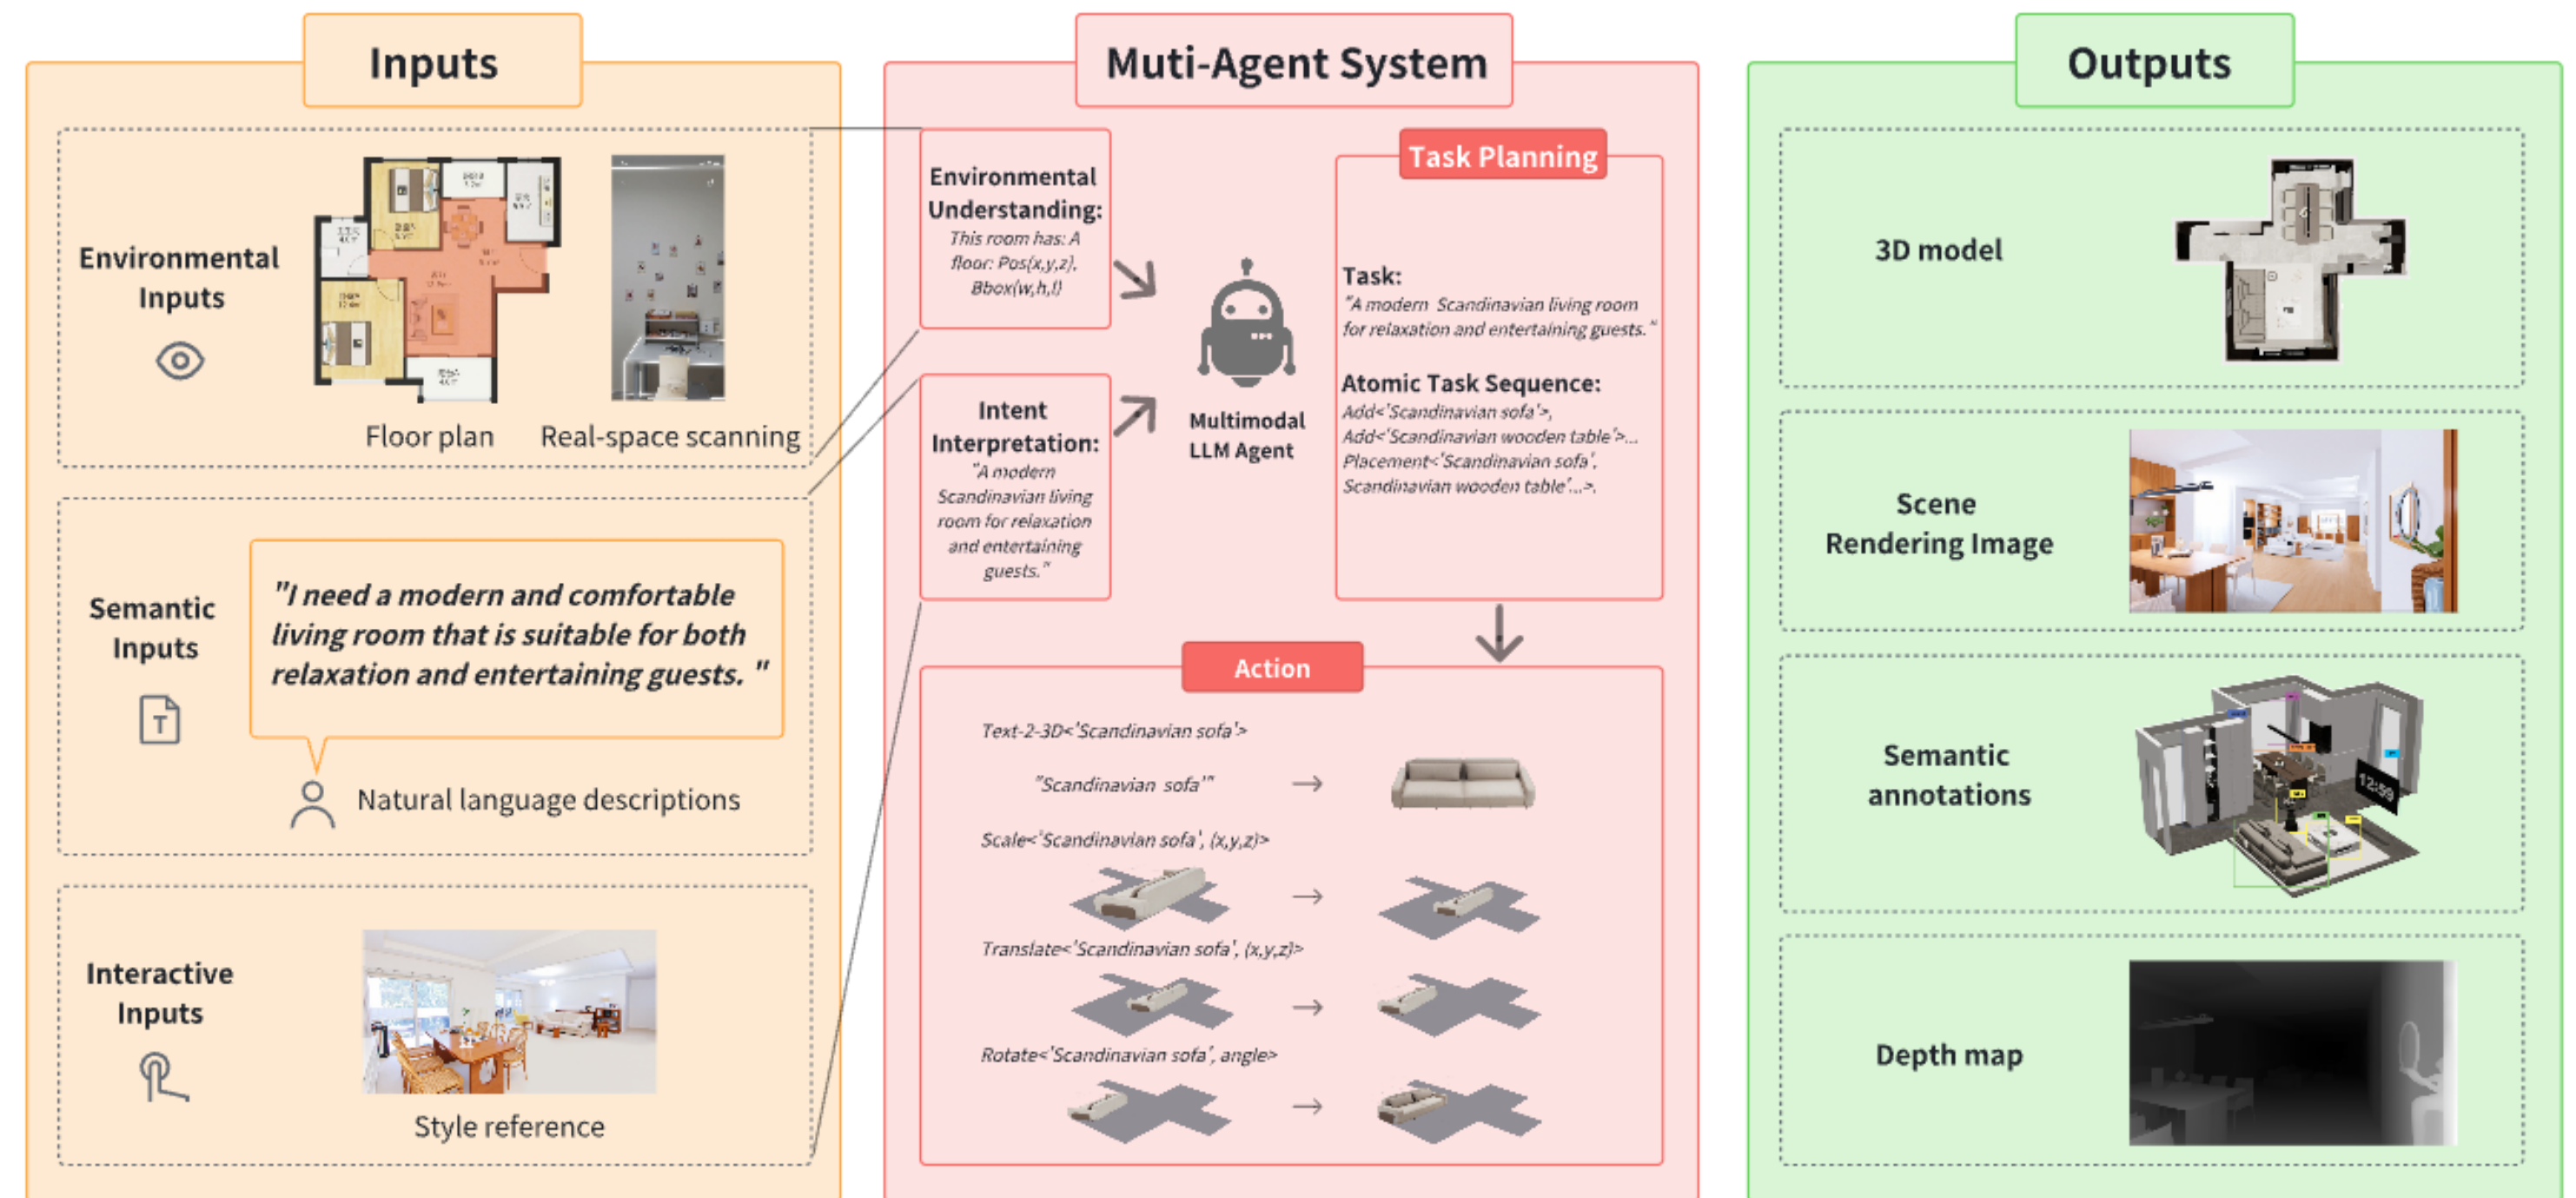 Inputs
Environmental
Inputs
Floor plan
Real-space scanning
Semantic
Inputs
"I need a modern and comfortable
living room that is suitable for both
relaxation and entertaining guests. "
T
Natural language descriptions
Interactive
Inputs
Style reference
Muti-Agent System
Environmental
Understanding:
This room has: A
floor: Pos(x,y,z),
Bbox(w,h,l)
Intent
Interpretation:
"A modern
Scandinavian living
room for relaxation
and entertaining
guests."
Multimodal
LLM Agent
Task Planning
Task:
"A modern Scandinavian living room
for relaxation and entertaining guests."
Atomic Task Sequence:
Add<'Scandinavian sofa'>,
Add<'Scandinavian wooden table'>...
Placement<'Scandinavian sofa',
Scandinavian wooden table'...>.
Action
Text-2-3D<'Scandinavian sofa'>
"Scandinavian sofa'"
Scale<'Scandinavian sofa', (x,y,z)>
Translate<'Scandinavian sofa', (x,y,z)>
Rotate<'Scandinavian sofa', angle>
Outputs
3D model
Scene
Rendering Image
Semantic
annotations
12:59
Depth map